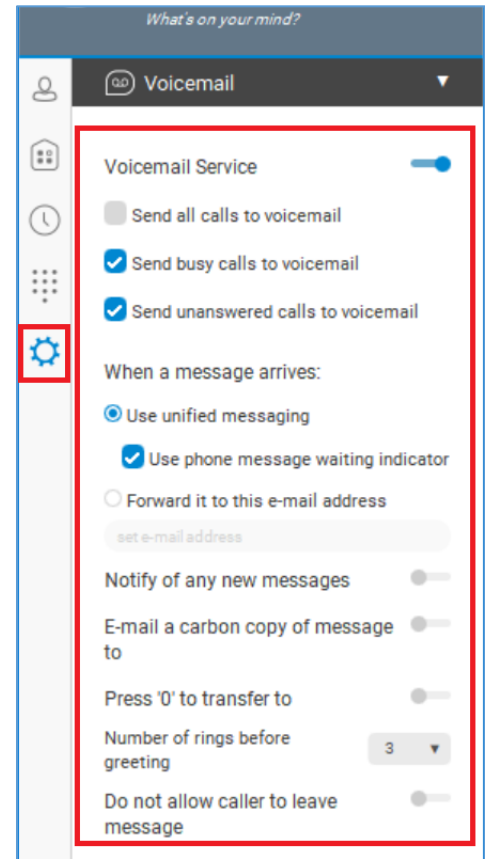 What's on your mind?
Voicemail
Voicemail Service
Send all calls to voicemail
Send busy calls to voicemail
Send unanswered calls to voicemail
When a message arrives:
Use unified messaging
Use phone message waiting indicator
Forward it to this e-mail address
set e-mail address
Notify of any new messages
E-mail a carbon copy of message
to
Press '0' to transfer to
Number of rings before
greeting
3
Do not allow caller to leave
message